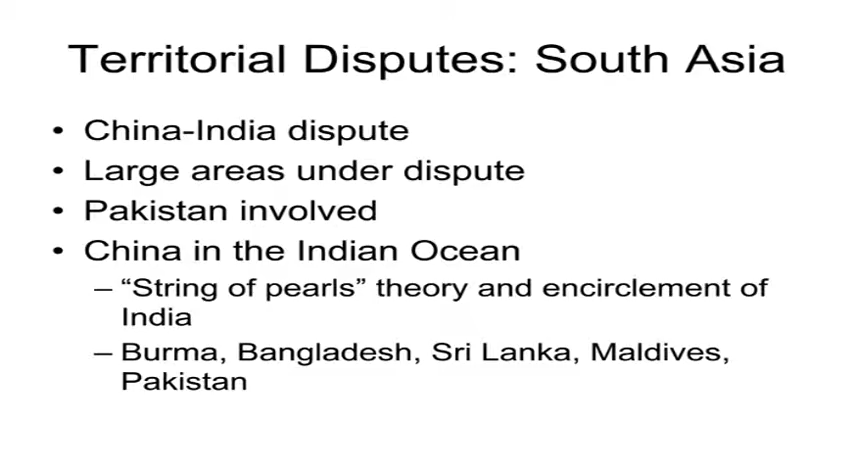 Territorial Disputes: South Asia
• China-India dispute
• Large areas under dispute
• Pakistan involved
• China in the Indian Ocean
– “String of pearls” theory and encirclement of
India
– Burma, Bangladesh, Sri Lanka, Maldives,
Pakistan